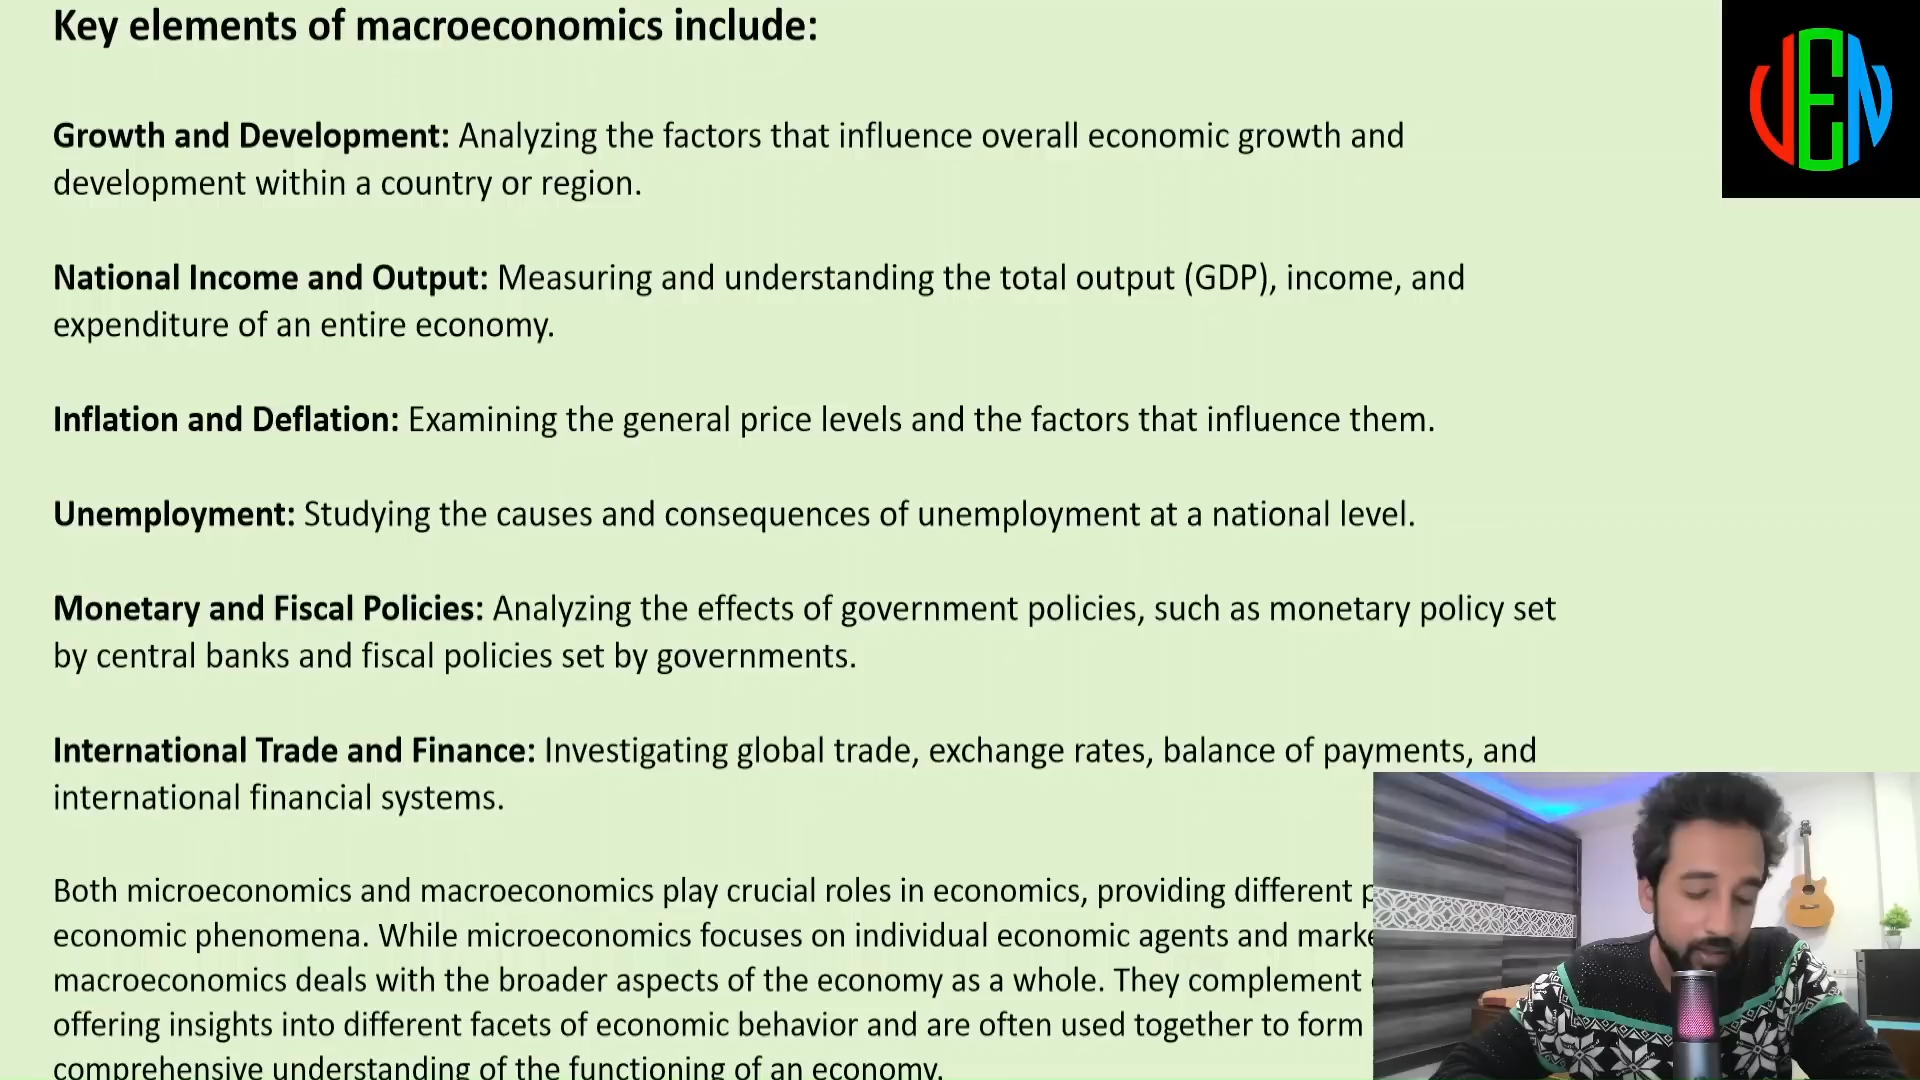 Key elements of macroeconomics include:
Growth and Development: Analyzing the factors that influence overall economic growth and
development within a country or region.
National Income and Output: Measuring and understanding the total output (GDP), income, and
expenditure of an entire economy.
Inflation and Deflation: Examining the general price levels and the factors that influence them.
Unemployment: Studying the causes and consequences of unemployment at a national level.
Monetary and Fiscal Policies: Analyzing the effects of government policies, such as monetary policy set
by central banks and fiscal policies set by governments.
International Trade and Finance: Investigating global trade, exchange rates, balance of payments, and
international financial systems.
Both microeconomics and macroeconomics play crucial roles in economics, providing different
economic phenomena. While microeconomics focuses on individual economic agents and
macroeconomics deals with the broader aspects of the economy as a whole. They complement
offering insights into different facets of economic behavior and are often used together to form
comprehensive understanding of the functioning of an economy.
VEN